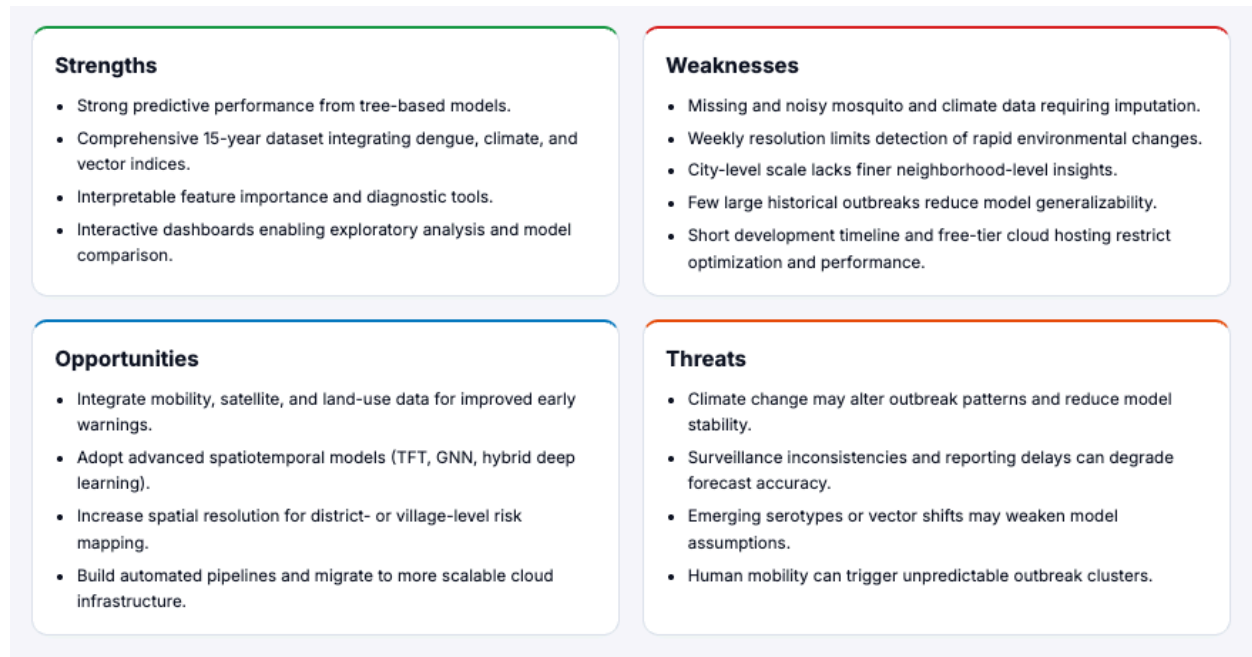 Strengths
• Strong predictive performance from tree-based models.
• Comprehensive 15-year dataset integrating dengue, climate, and
vector indices.
• Interpretable feature importance and diagnostic tools.
• Interactive dashboards enabling exploratory analysis and model
comparison.
Weaknesses
• Missing and noisy mosquito and climate data requiring imputation.
• Weekly resolution limits detection of rapid environmental changes.
• City-level scale lacks finer neighborhood-level insights.
• Few large historical outbreaks reduce model generalizability.
• Short development timeline and free-tier cloud hosting restrict
optimization and performance.
Opportunities
• Integrate mobility, satellite, and land-use data for improved early
warnings.
• Adopt advanced spatiotemporal models (TFT, GNN, hybrid deep
learning).
• Increase spatial resolution for district- or village-level risk
mapping.
• Build automated pipelines and migrate to more scalable cloud
infrastructure.
Threats
• Climate change may alter outbreak patterns and reduce model
stability.
• Surveillance inconsistencies and reporting delays can degrade
forecast accuracy.
• Emerging serotypes or vector shifts may weaken model
assumptions.
• Human mobility can trigger unpredictable outbreak clusters.